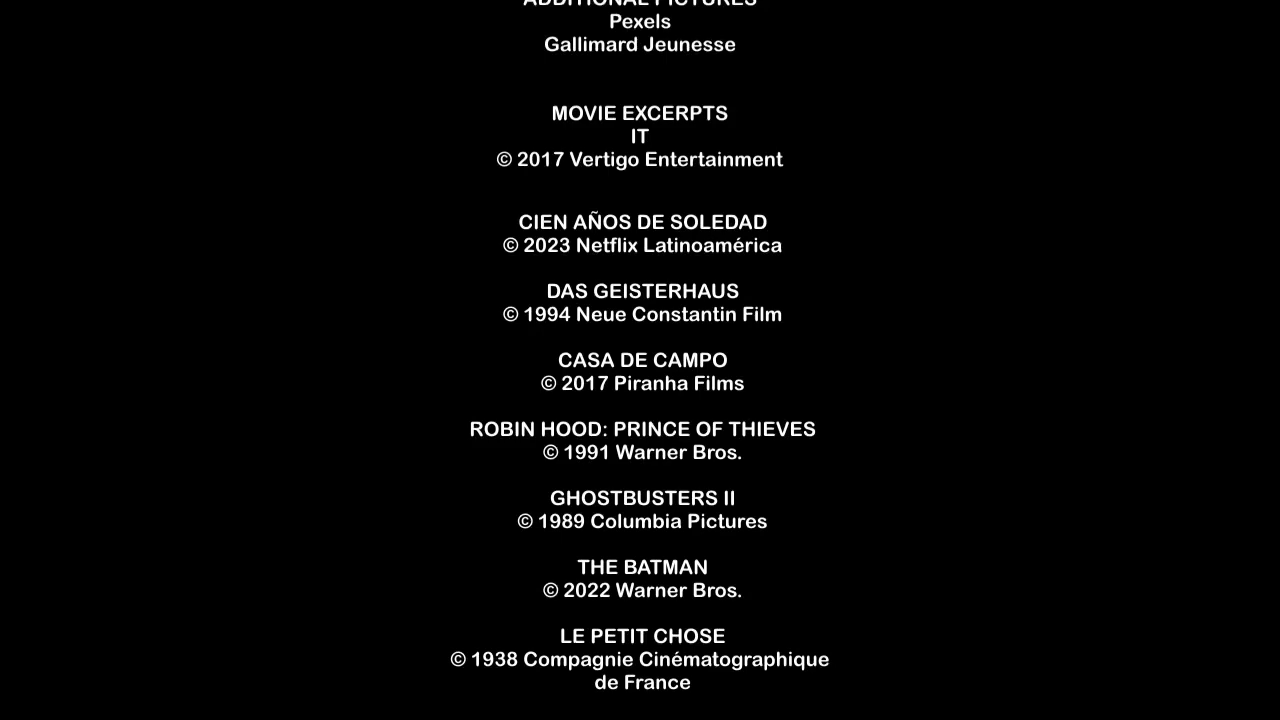 ADDITIONAL PICTURES
Pexels
Gallimard Jeunesse
MOVIE EXCERPTS
IT
© 2017 Vertigo Entertainment
CIEN AÑOS DE SOLEDAD
© 2023 Netflix Latinoamérica
DAS GEISTERHAUS
© 1994 Neue Constantin Film
CASA DE CAMPO
© 2017 Piranha Films
ROBIN HOOD: PRINCE OF THIEVES
© 1991 Warner Bros.
GHOSTBUSTERS II
© 1989 Columbia Pictures
THE BATMAN
© 2022 Warner Bros.
LE PETIT CHOSE
© 1938 Compagnie Cinématographique
de France